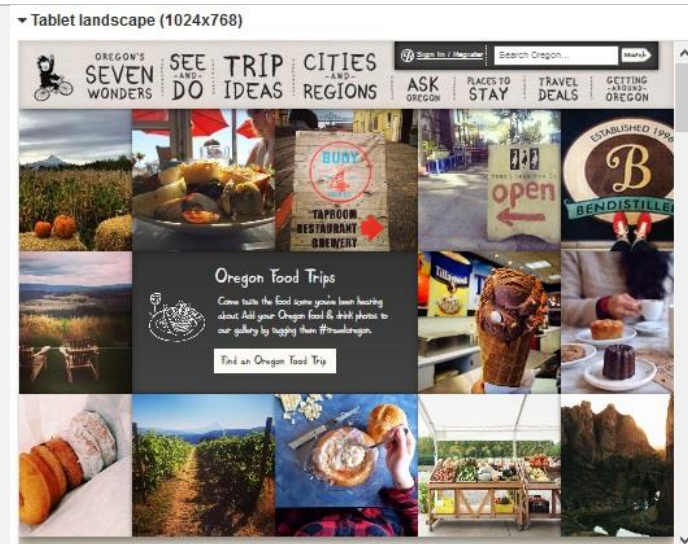 Tablet landscape (1024x768)
OREGON'S
SEVEN
WONDERS
SEE
-AND-
DO
TRIP
IDEAS
CITIES
-AND-
REGIONS
Sign In / Register
Search Oregon...
search
ASK
OREGON
PLACES TO
STAY
TRAVEL
DEALS
GETTING
-AROUND-
OREGON
BUOY
TAPROOM
RESTAURANT
BREWERY
open
ESTABLISHED 1996
B
BENDISTILLE
Oregon Food Trips
Come taste the food scene you've been hearing
about. Add your Oregon food & drink photos to
our gallery by tagging them #traveloregon.
Find an Oregon Food Trip
Tillamook